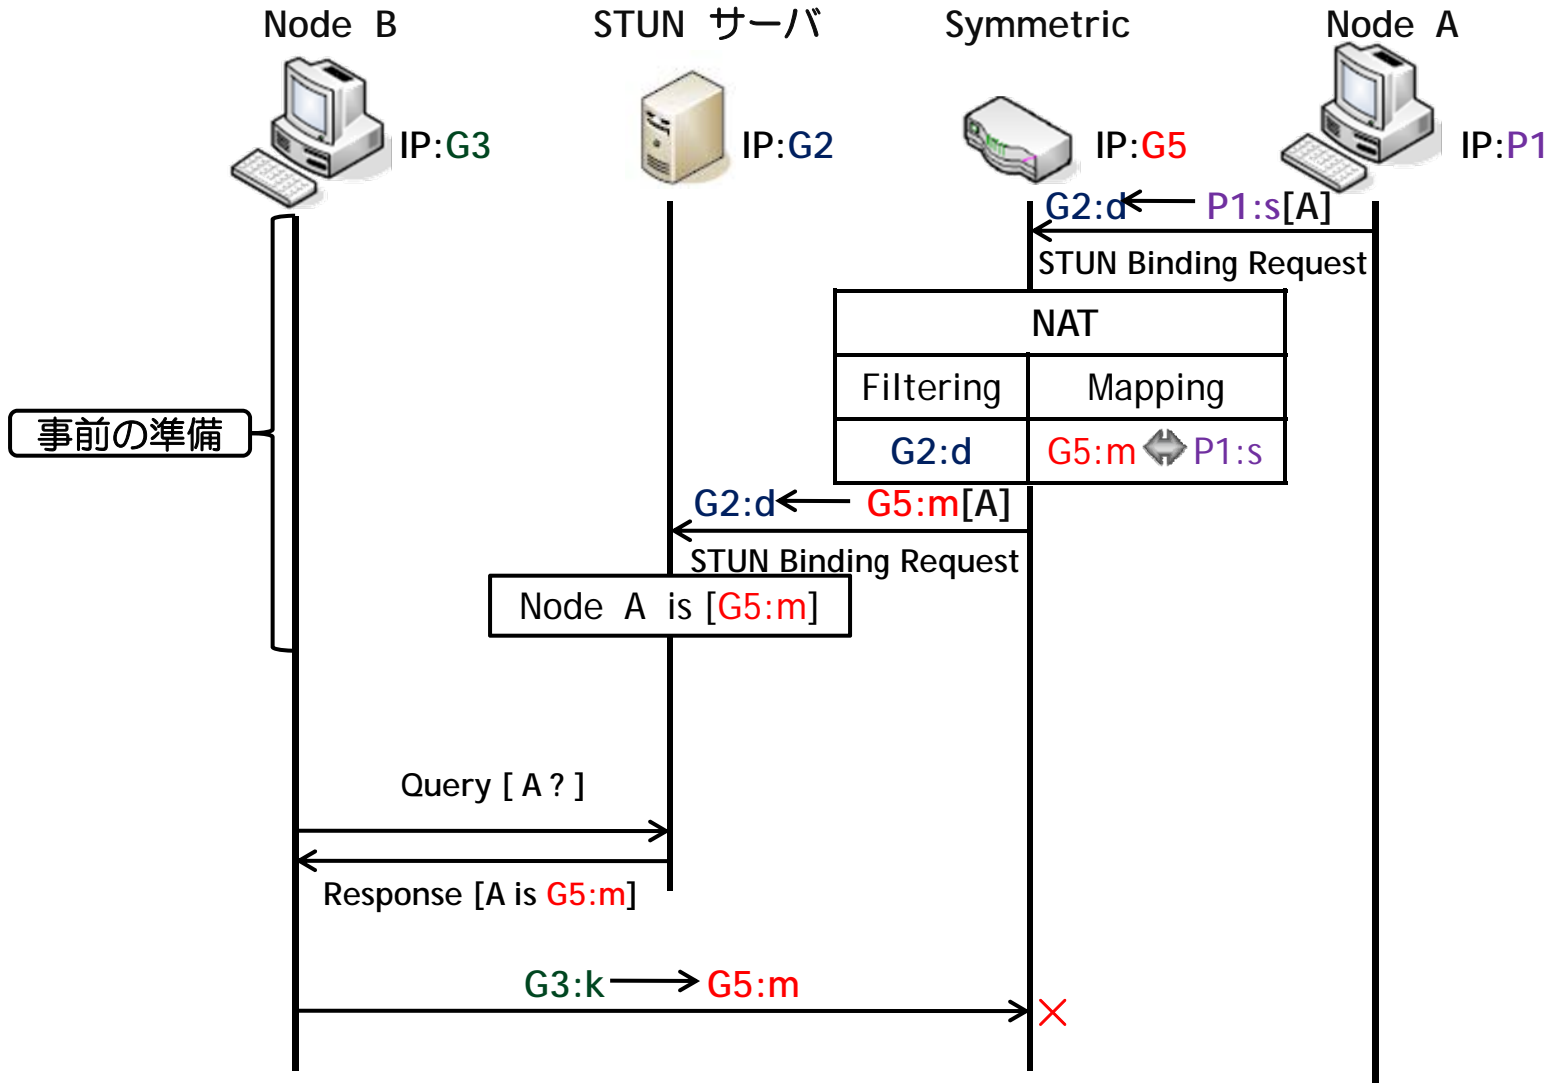 Node B
STUN サーバ
Symmetric
Node A
IP:G3
IP:G2
IP:G5
IP:P1
G2:d P1:s[A]
STUN Binding Request
NAT
Filtering Mapping
G2:d G5:m P1:s
事前の準備
G2:d G5:m[A]
STUN Binding Request
Node A is [G5:m]
Query [ A ? ]
Response [A is G5:m]
G3:k G5:m